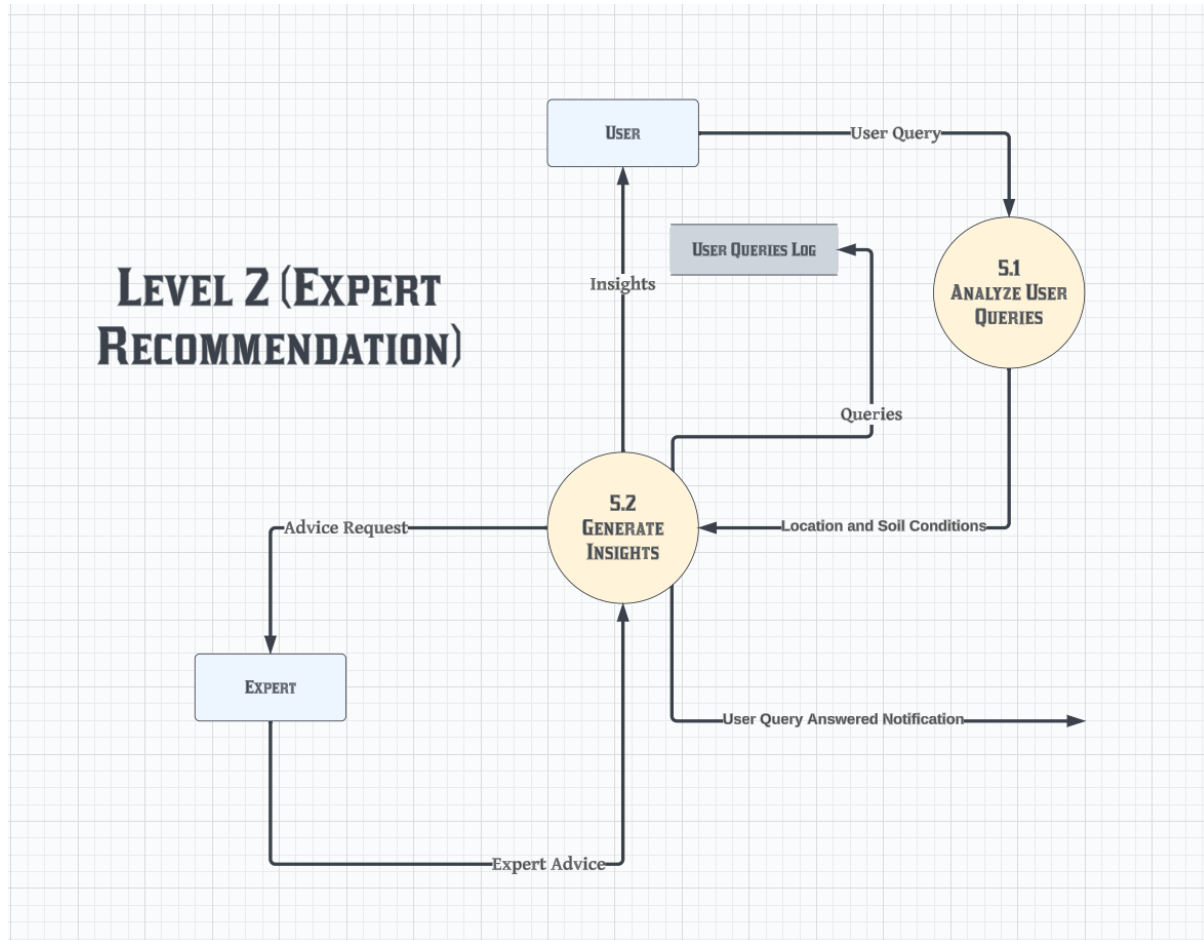 User
User Query
User Queries Log
5.1
Analyze User
Queries
Insights
Level 2 (Expert
Recommendation)
Queries
5.2
Generate
Insights
Advice Request
Location and Soil Conditions
Expert
User Query Answered Notification
Expert Advice